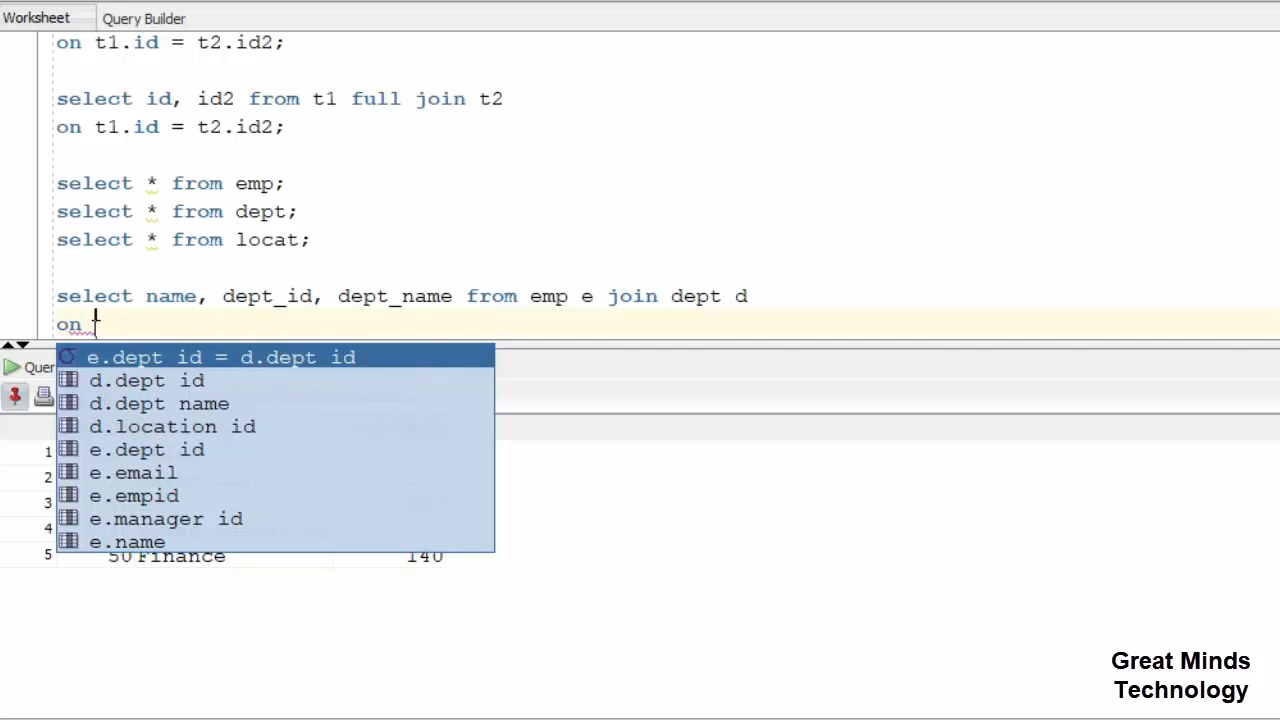 Worksheet Query Builder
on t1.id = t2.id2;
select id, id2 from t1 full join t2
on t1.id = t2.id2;
select * from emp;
select * from dept;
select * from locat;
select name, dept_id, dept_name from emp e join dept d
on
e.dept id = d.dept id
Quer
d.dept id
d.dept name
d.location id
e.dept id
1
e.email
2
e.empid
3
e.manager id
4
e.name
5 50 Finance 140
Great Minds
Technology